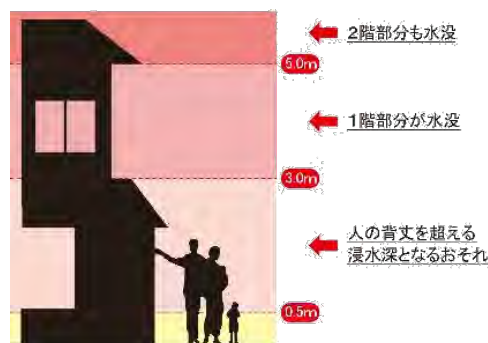 2階部分も水没
5.0m
1階部分が水没
3.0m
人の背丈を超える
浸水深となるおそれ
0.5m